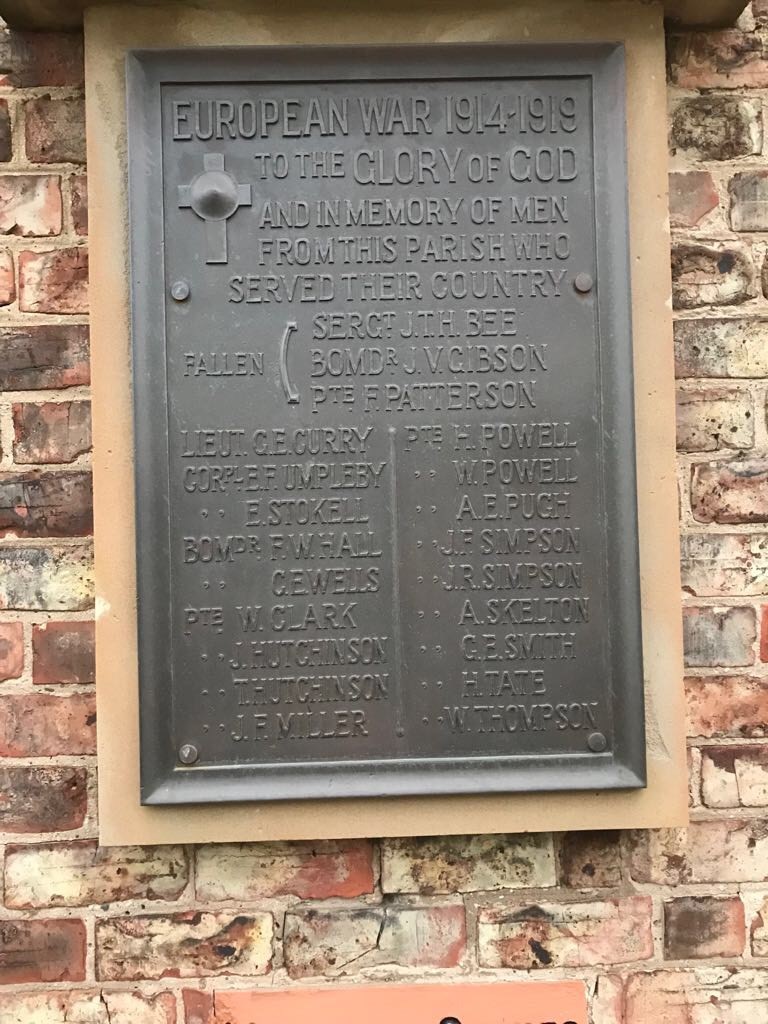 EUROPEAN WAR 1914-1919
TO THE GLORY OF GOD
AND IN MEMORY OF MEN
FROM THIS PARISH WHO
SERVED THEIR COUNTRY
FALLEN
SERGT J.T.H. BEE
BOMDR J.V. GIBSON
PTE F. PATTERSON
LIEUT. G.E. CURRY
CORPL E.F. UMPLEBY
" E. STOKELL
BOMDR F.W. HALL
" C.E. WELLS
PTE W. CLARK
" J. HUTCHINSON
" T. HUTCHINSON
" J.F. MILLER
PTE H. POWELL
" W. POWELL
" A.E. PUGH
" J.F. SIMPSON
" J.R. SIMPSON
" A. SKELTON
" G.E. SMITH
" H. TATE
" W. THOMPSON